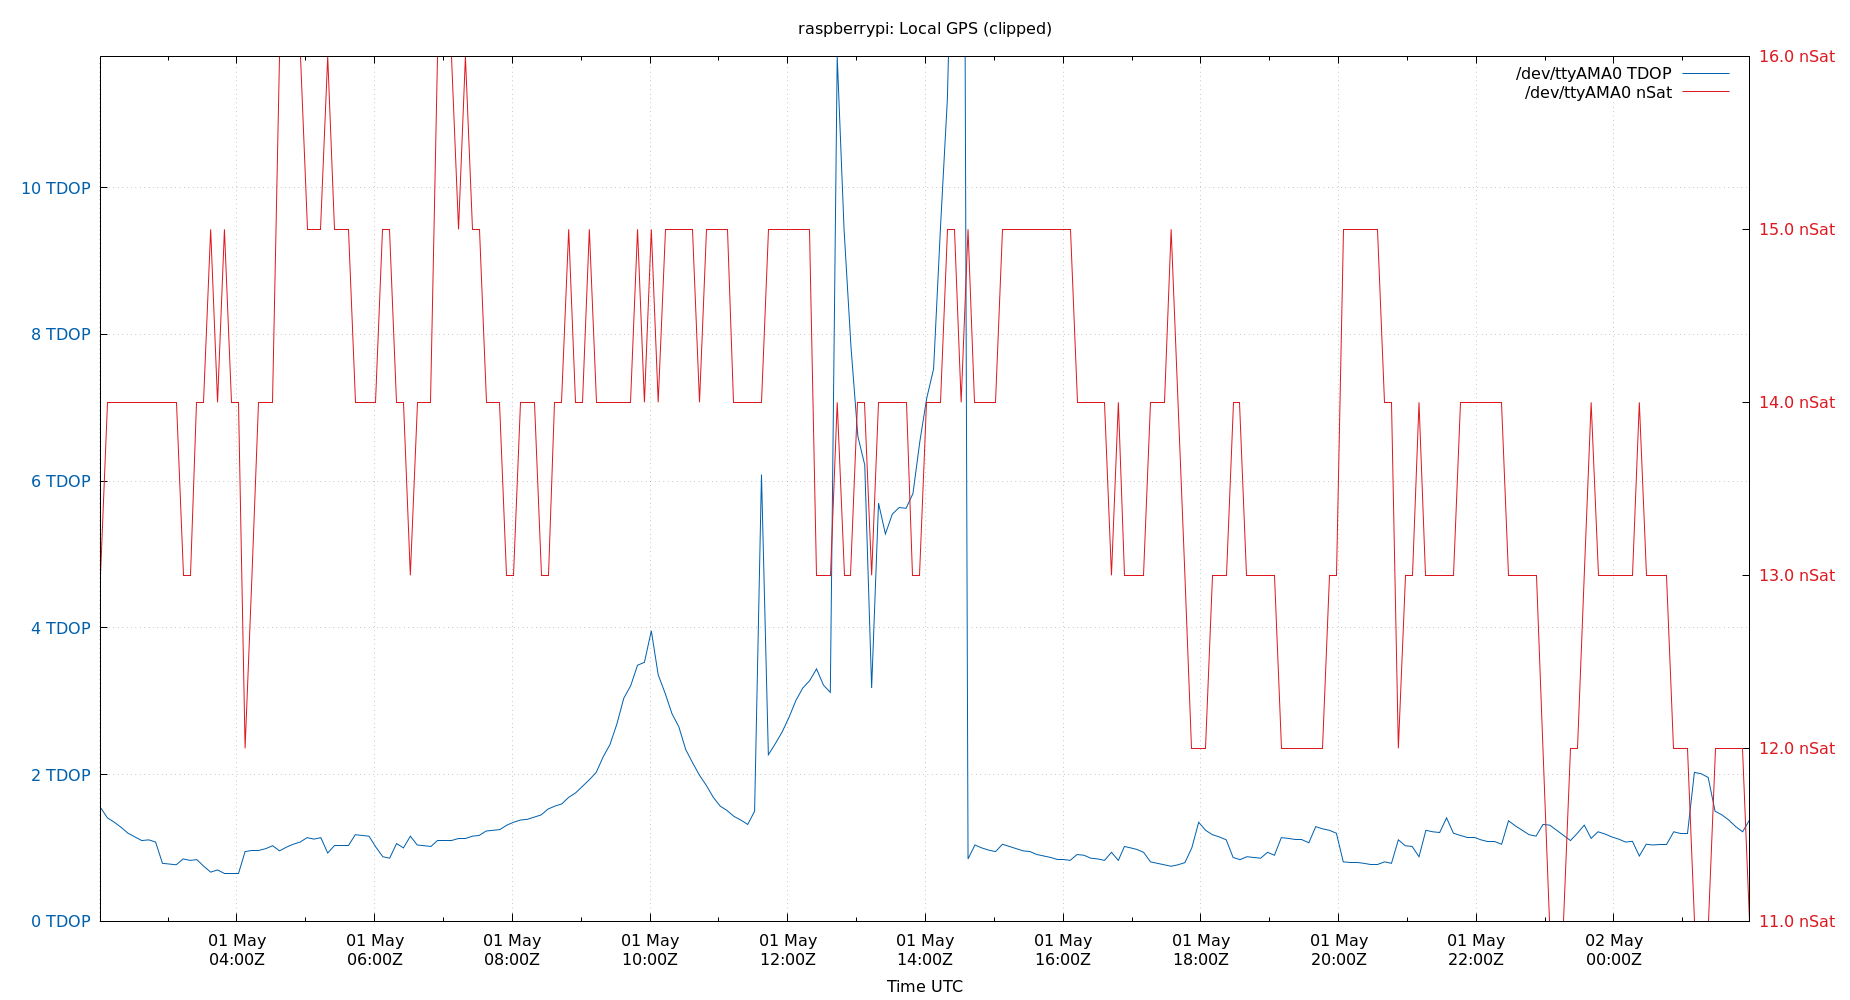 raspberrypi: Local GPS (clipped)
/dev/ttyAMA0 TDOP
/dev/ttyAMA0 nSat
10 TDOP
8 TDOP
6 TDOP
4 TDOP
2 TDOP
0 TDOP
16.0 nSat
15.0 nSat
14.0 nSat
13.0 nSat
12.0 nSat
11.0 nSat
01 May 01 May 01 May 01 May 01 May 01 May 01 May 01 May 01 May 01 May 02 May
04:00Z 06:00Z 08:00Z 10:00Z 12:00Z 14:00Z 16:00Z 18:00Z 20:00Z 22:00Z 00:00Z
Time UTC